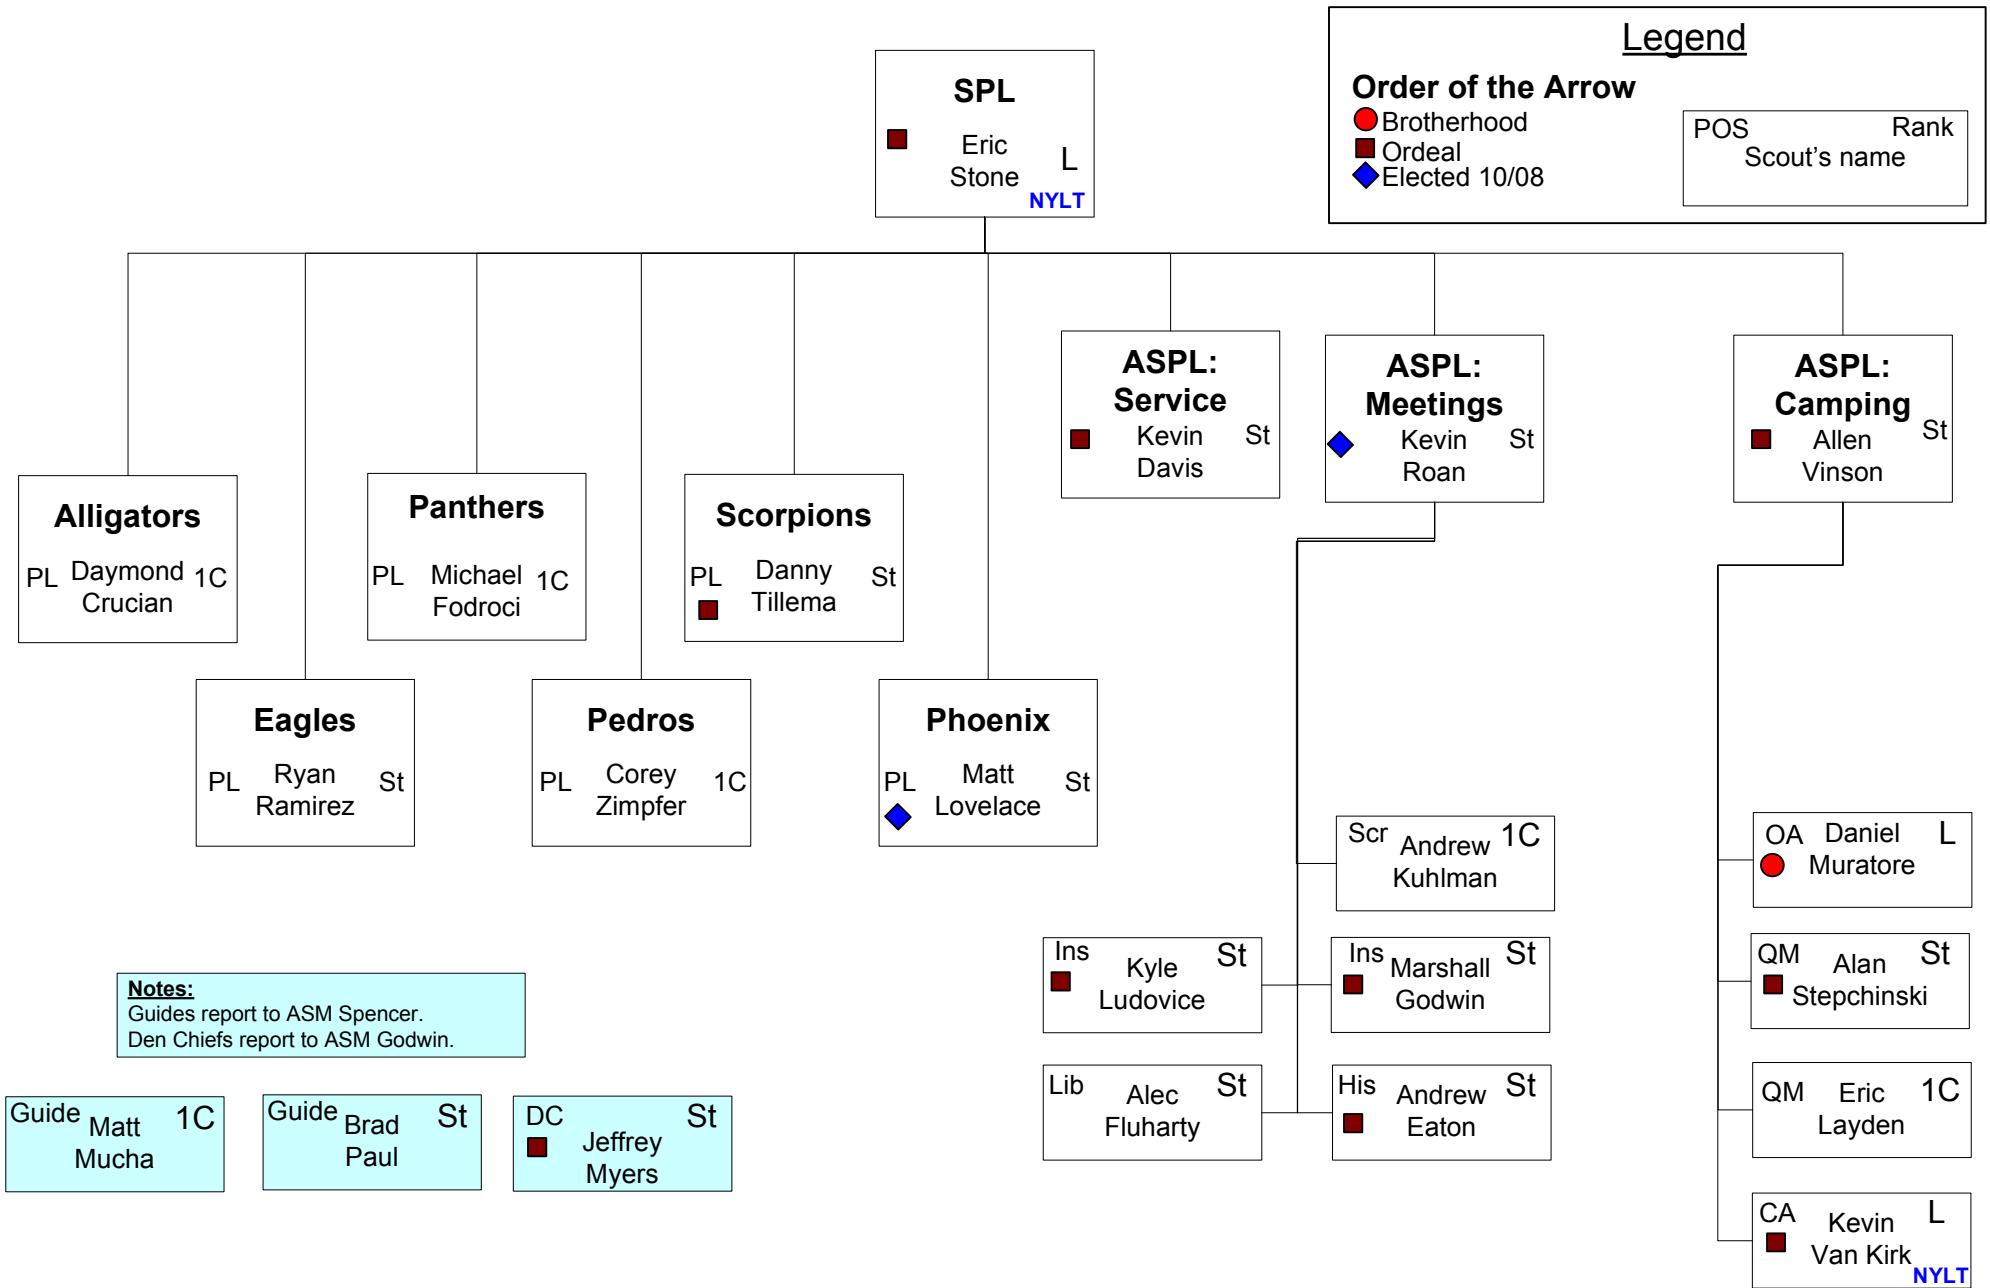 Legend
Order of the Arrow
Brotherhood
Ordeal
Elected 10/08
POS Rank
Scout's name
SPL
Eric
Stone
L
NYLT
ASPL:
Service
Kevin St
Davis
ASPL:
Meetings
Kevin St
Roan
ASPL:
Camping
Allen St
Vinson
Alligators
PL Daymond 1C
Crucian
Panthers
PL Michael 1C
Fodroci
Scorpions
PL Danny St
Tillema
Eagles
PL Ryan St
Ramirez
Pedros
PL Corey 1C
Zimpfer
Phoenix
PL Matt St
Lovelace
Scr Andrew 1C
Kuhlman
Ins Kyle St
Ludovice
Ins Marshall St
Godwin
Lib Alec St
Fluharty
His Andrew St
Eaton
OA Daniel L
Muratore
QM Alan St
Stepchinski
QM Eric 1C
Layden
CA Kevin L
Van Kirk
NYLT
Notes:
Guides report to ASM Spencer.
Den Chiefs report to ASM Godwin.
Guide Matt 1C
Mucha
Guide Brad St
Paul
DC Jeffrey St
Myers